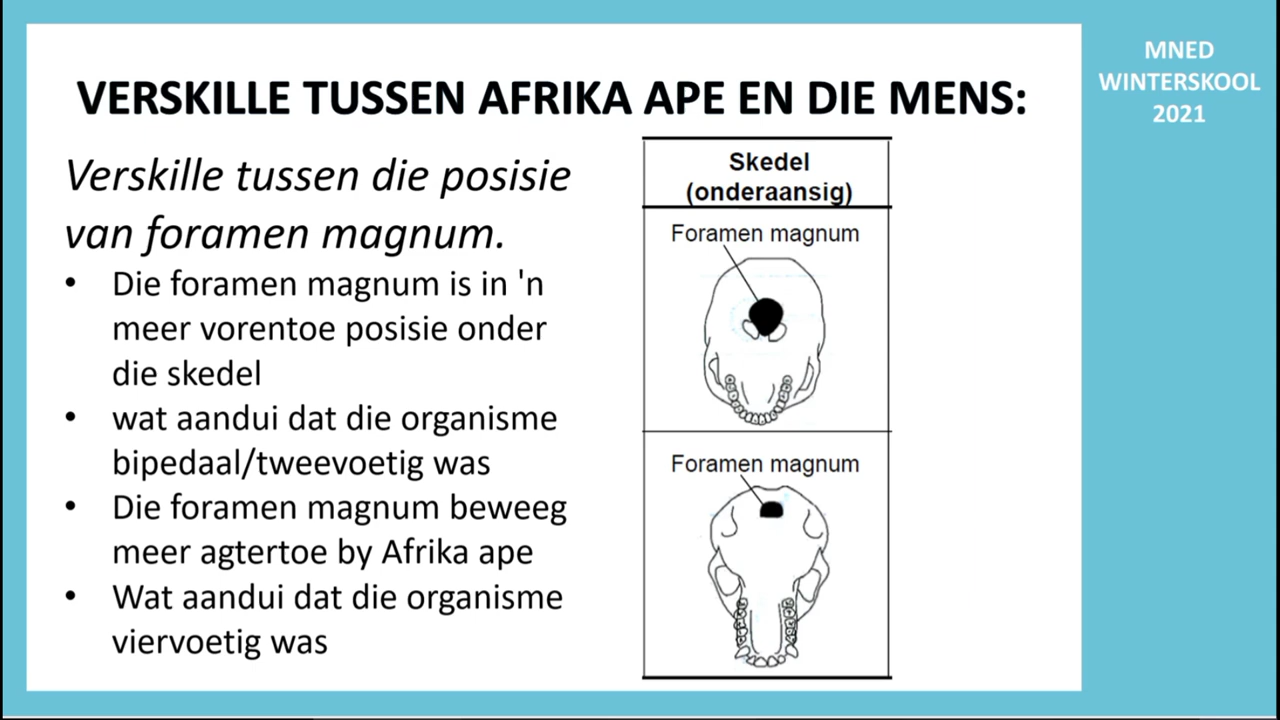 VERSKILLE TUSSEN AFRIKA APE EN DIE MENS:
Verskille tussen die posisie
van foramen magnum.
• Die foramen magnum is in 'n
meer vorentoe posisie onder
die skedel
• wat aandui dat die organisme
bipedaal/tweevoetig was
• Die foramen magnum beweeg
meer agtertoe by Afrika ape
• Wat aandui dat die organisme
viervoetig was
Skedel
(onderaansig)
Foramen magnum
Foramen magnum
MNED
WINTERSKOOL
2021